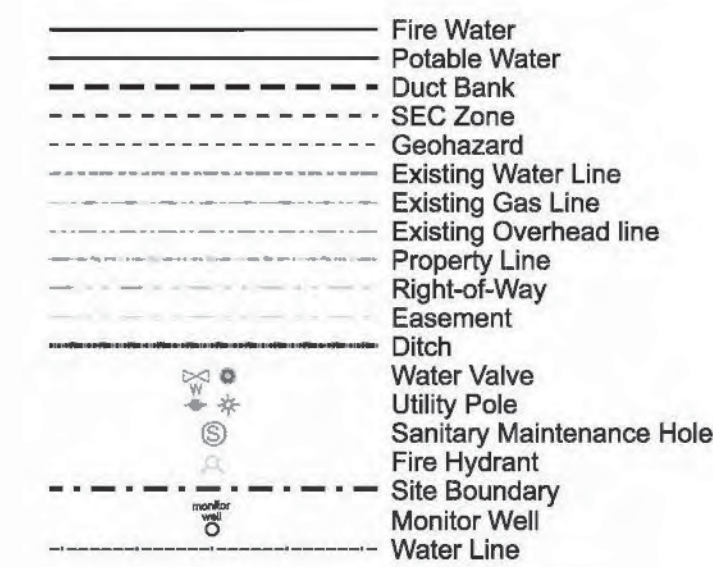 Fire Water
Potable Water
Duct Bank
SEC Zone
Geohazard
Existing Water Line
Existing Gas Line
Existing Overhead line
Property Line
Right-of-Way
Easement
Ditch
Water Valve
W
Utility Pole
S
Sanitary Maintenance Hole
Fire Hydrant
Site Boundary
monitor
well
Monitor Well
Water Line